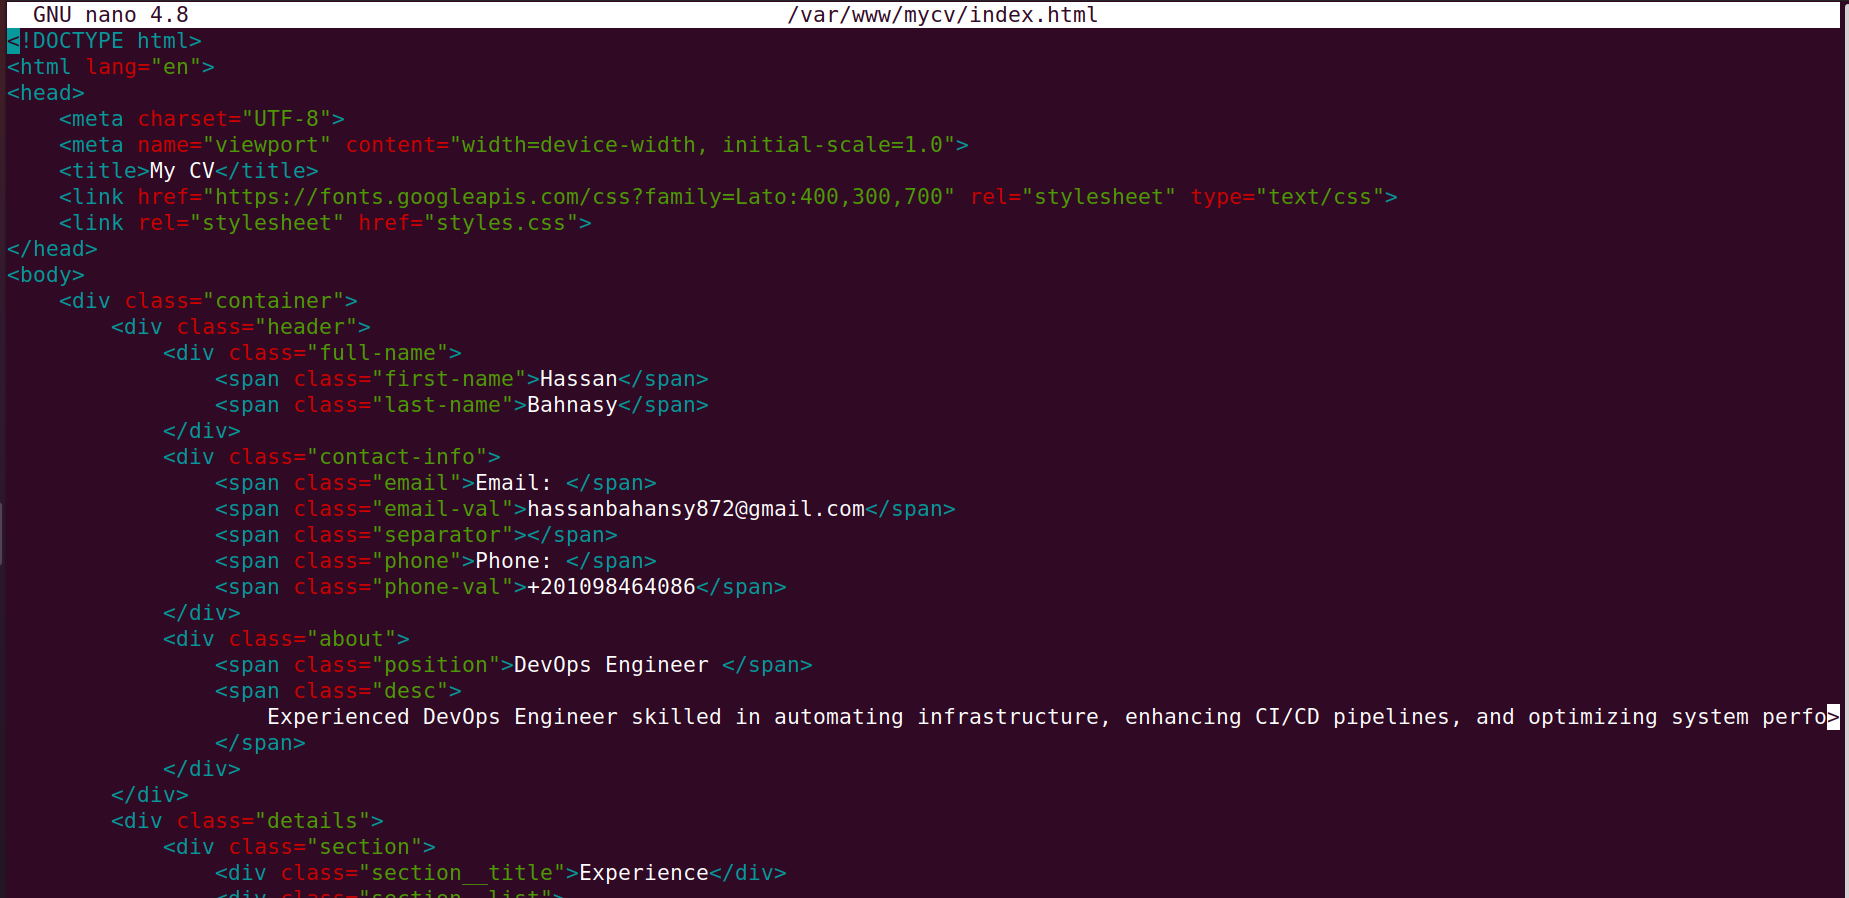 GNU nano 4.8 /var/www/mycv/index.html
<!DOCTYPE html>
<html lang="en">
<head>
    <meta charset="UTF-8">
    <meta name="viewport" content="width=device-width, initial-scale=1.0">
    <title>My CV</title>
    <link href="https://fonts.googleapis.com/css?family=Lato:400,300,700" rel="stylesheet" type="text/css">
    <link rel="stylesheet" href="styles.css">
</head>
<body>
    <div class="container">
        <div class="header">
            <div class="full-name">
                <span class="first-name">Hassan</span>
                <span class="last-name">Bahnasy</span>
            </div>
            <div class="contact-info">
                <span class="email">Email: </span>
                <span class="email-val">hassanbahansy872@gmail.com</span>
                <span class="separator"></span>
                <span class="phone">Phone: </span>
                <span class="phone-val">+201098464086</span>
            </div>
            <div class="about">
                <span class="position">DevOps Engineer </span>
                <span class="desc">
                    Experienced DevOps Engineer skilled in automating infrastructure, enhancing CI/CD pipelines, and optimizing system perfo>
                </span>
            </div>
        </div>
        <div class="details">
            <div class="section">
                <div class="section__title">Experience</div>
                <div class="section__list">